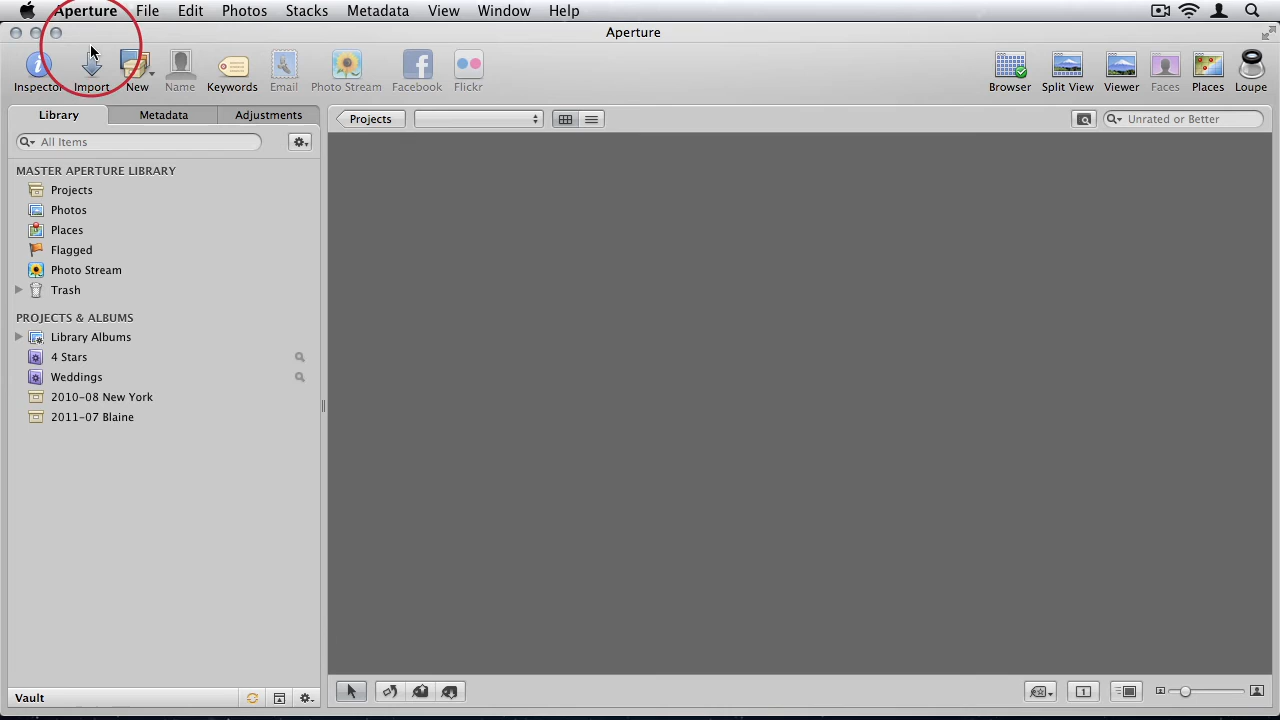 Aperture File Edit Photos Stacks Metadata View Window Help
Aperture
Inspector Import New Name Keywords Email Photo Stream Facebook Flickr Browser Split View Viewer Faces Places Loupe
Library Metadata Adjustments Projects Unrated or Better
All Items
MASTER APERTURE LIBRARY
Projects
Photos
Places
Flagged
Photo Stream
Trash
PROJECTS & ALBUMS
Library Albums
4 Stars
Weddings
2010-08 New York
2011-07 Blaine
Vault 1